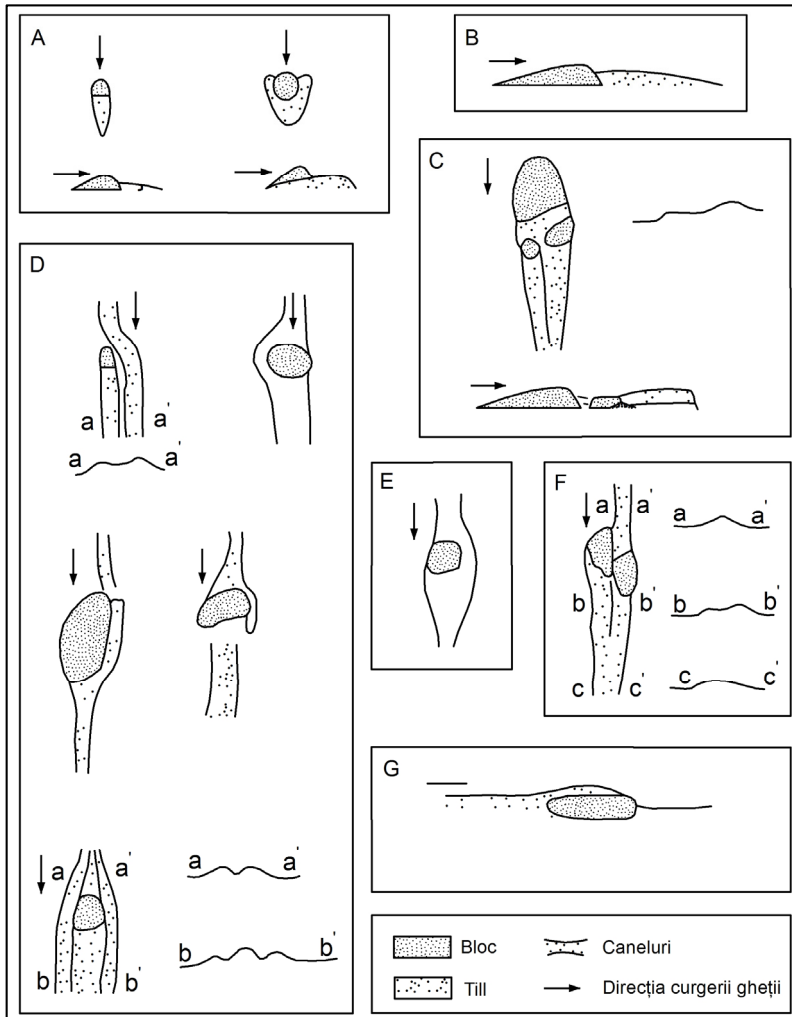 A
B
C
D
a a'
a a'
a a'
b b'
a a'
b b'
E
F
a a'
b b'
c c'
a a'
b b'
c c'
G
Bloc
Caneluri
Till
Direcția curgerii gheții